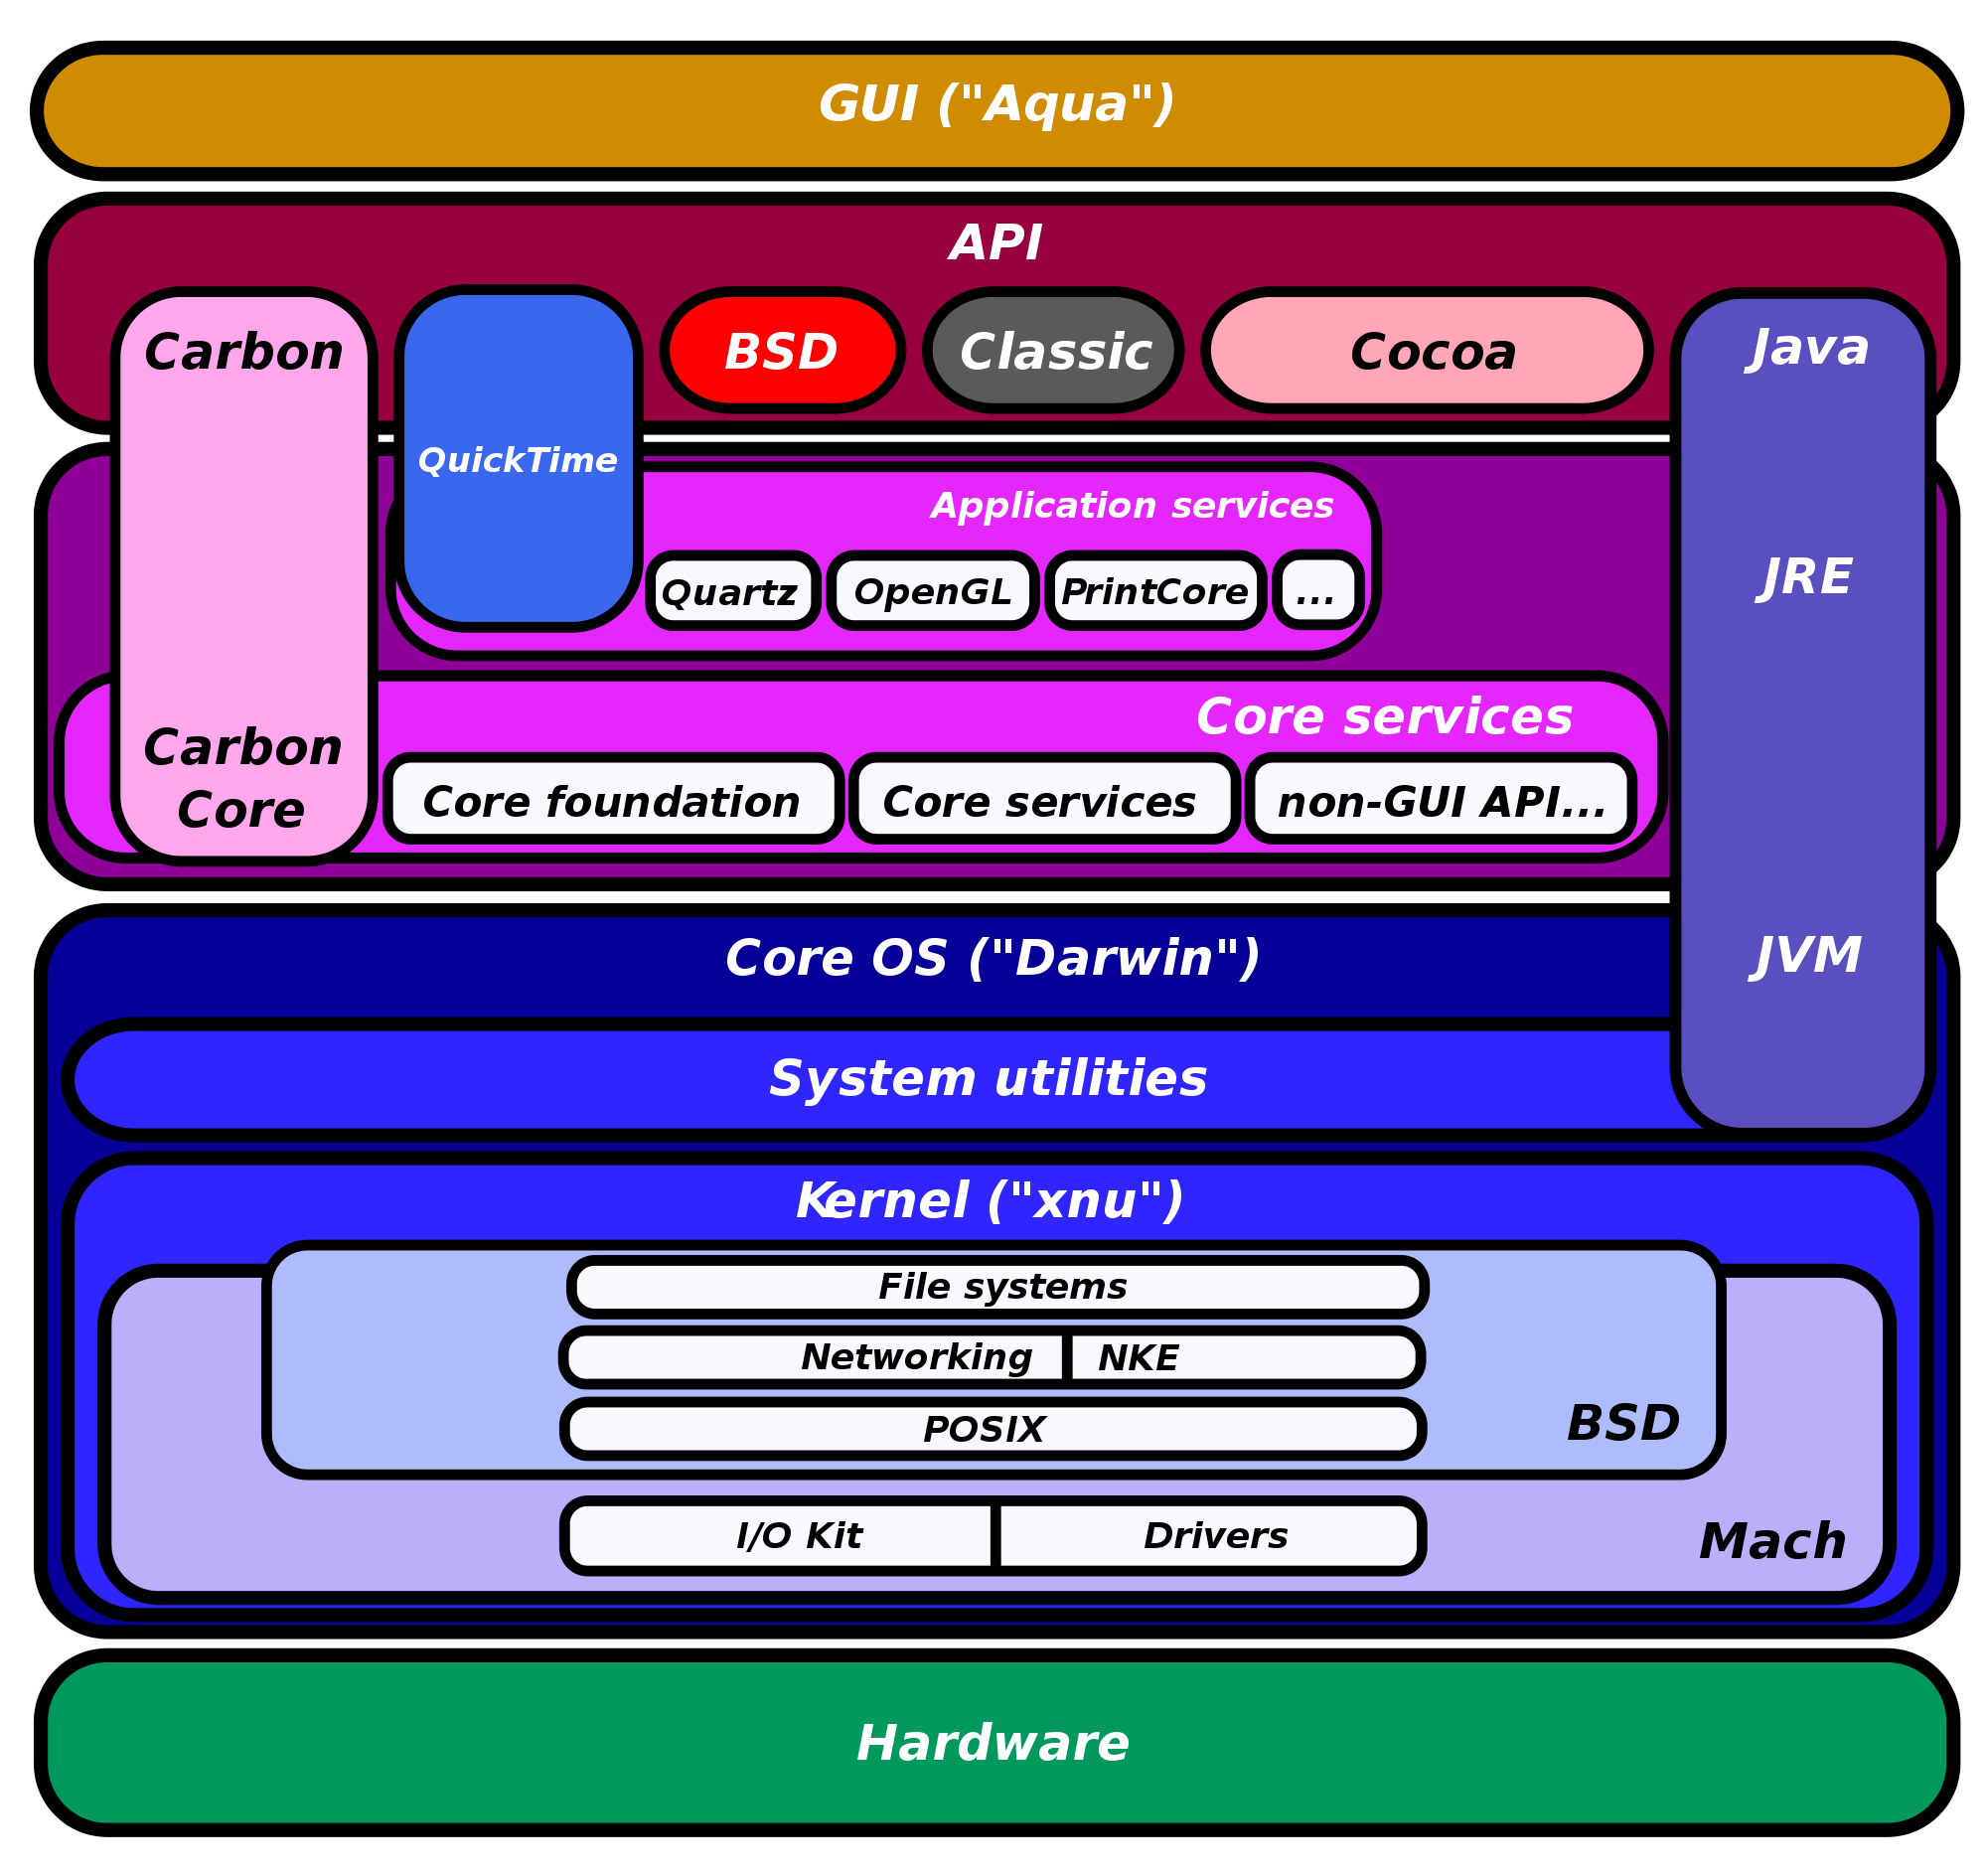 GUI ("Aqua")
API
Carbon
BSD
Classic
Cocoa
Java
QuickTime
Application services
Quartz
OpenGL
PrintCore
...
JRE
Core services
Carbon
Core
Core foundation
Core services
non-GUI API...
Core OS ("Darwin")
JVM
System utilities
Kernel ("xnu")
File systems
Networking
NKE
POSIX
BSD
I/O Kit
Drivers
Mach
Hardware